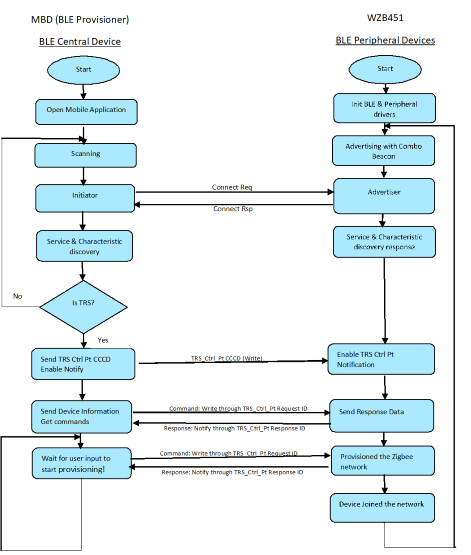 MBD (BLE Provisioner)
BLE Central Device
WZB451
BLE Peripheral Devices
Start
Start
Open Mobile Application
Init BLE & Peripheral
drivers
Scanning
Advertising with Combo
Beacon
Initiator
Connect Req
Connect Rsp
Advertiser
Service & Characteristic
discovery
Service & Characteristic
discovery response
Is TRS?
No
Yes
Send TRS Ctrl Pt CCCD
Enable Notify
TRS_Ctrl_Pt CCCD (Write)
Enable TRS Ctrl Pt
Notification
Send Device Information
Get commands
Command: Write through TRS_Ctrl_Pt Request ID
Response: Notify through TRS_Ctrl_Pt Response ID
Send Response Data
Wait for user input to
start provisioning!
Command: Write through TRS_Ctrl_Pt Request ID
Response: Notify through TRS_Ctrl_Pt Response ID
Provisioned the Zigbee
network
Device Joined the network